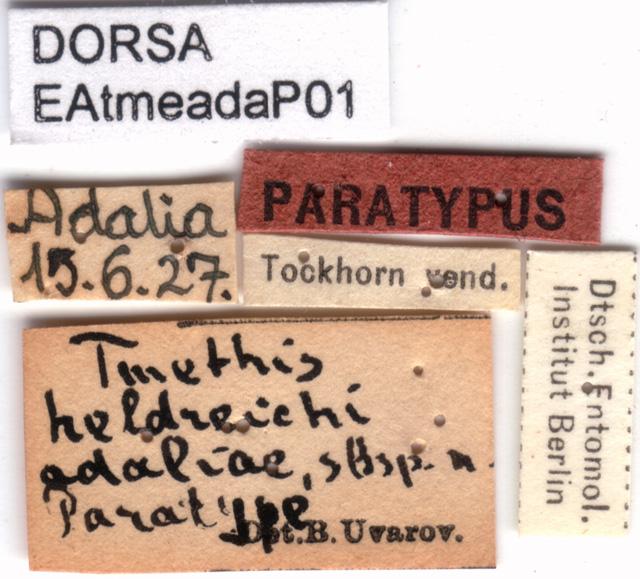 DORSA
EAtmeadaP01
PARATYPUS
Adalia
15.6.27.
Tockhorn vend.
Dtsch. Entomol.
Institut Berlin
Tmethis
heldreichi
adaliae, sbsp. n.
Paratype
Det. B. Uvarov.